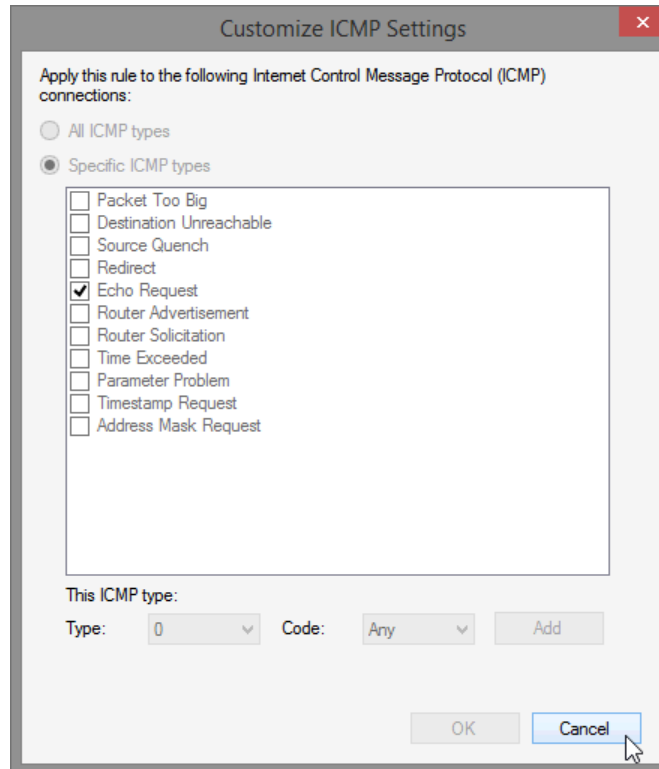 Customize ICMP Settings
Apply this rule to the following Internet Control Message Protocol (ICMP)
connections:
All ICMP types
Specific ICMP types
Packet Too Big
Destination Unreachable
Source Quench
Redirect
Echo Request
Router Advertisement
Router Solicitation
Time Exceeded
Parameter Problem
Timestamp Request
Address Mask Request
This ICMP type:
Type: 0 Code: Any Add
OK Cancel